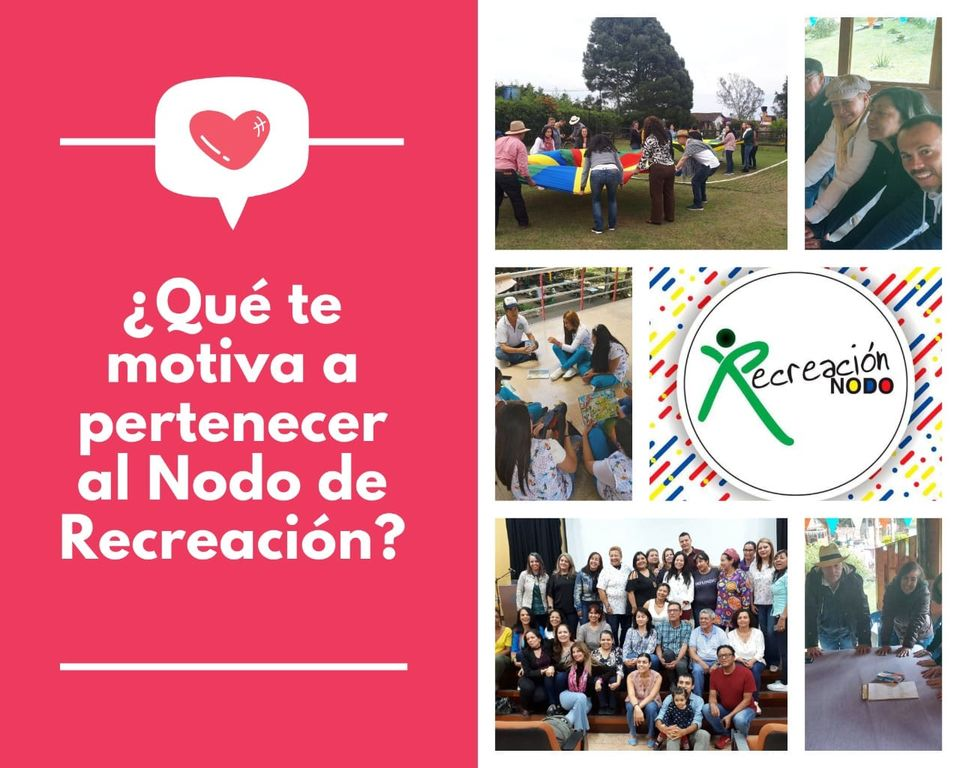 ¿Qué te
motiva a
pertenecer
al Nodo de
Recreación?
Recreación
NODO